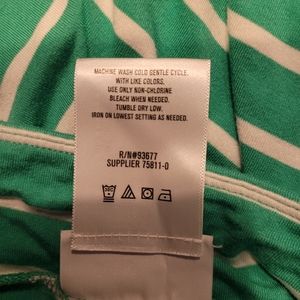 MACHINE WASH COLD GENTLE CYCLE.
WITH LIKE COLORS.
USE ONLY NON-CHLORINE
BLEACH WHEN NEEDED.
TUMBLE DRY LOW.
IRON ON LOWEST SETTING AS NEEDED.
R/N#93677
SUPPLIER 75811-0